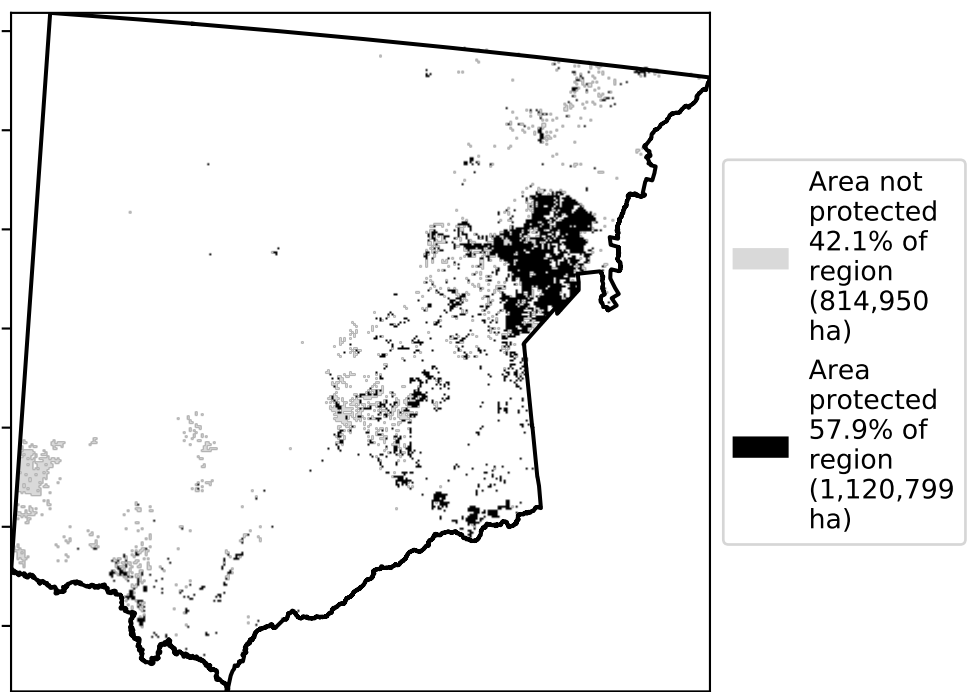 Area not
protected
42.1% of
region
(814,950
ha)
Area
protected
57.9% of
region
(1,120,799
ha)